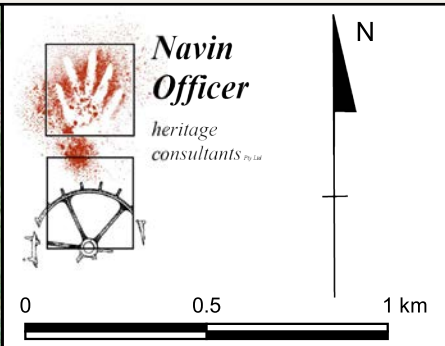 Navin
Officer
heritage
consultants Pty Ltd
N
0 0.5 1 km